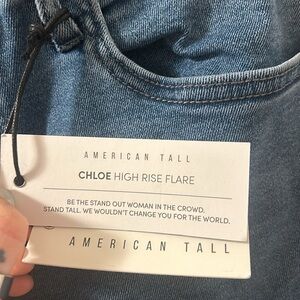 AMERICAN TALL
CHLOE HIGH RISE FLARE
BE THE STAND OUT WOMAN IN THE CROWD,
STAND TALL. WE WOULDN'T CHANGE YOU FOR THE WORLD.
AMERICAN TALL